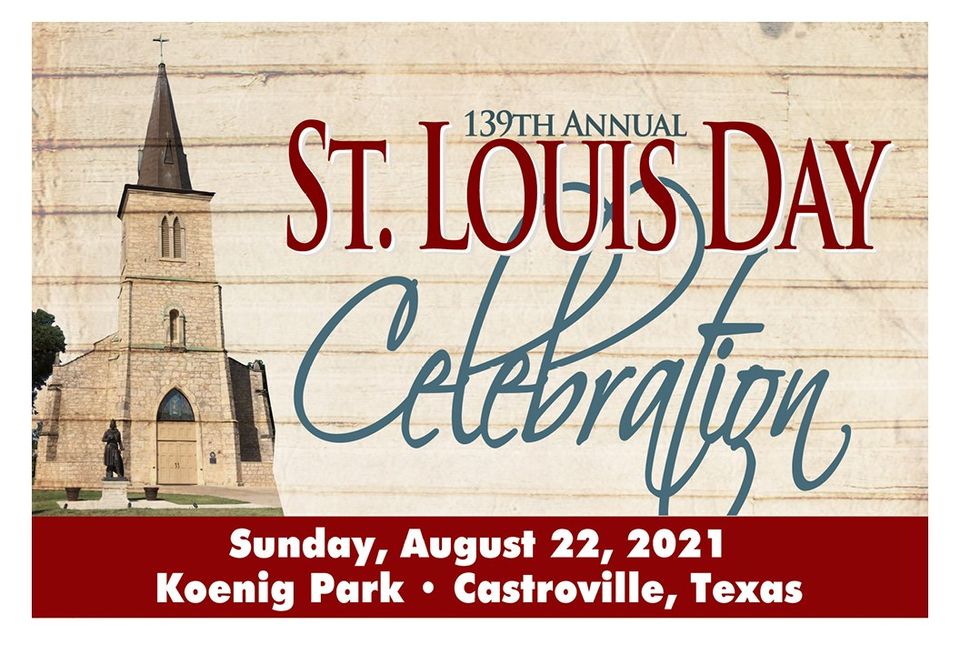 139TH ANNUAL
ST. LOUIS DAY
Celebration
Sunday, August 22, 2021
Koenig Park • Castroville, Texas